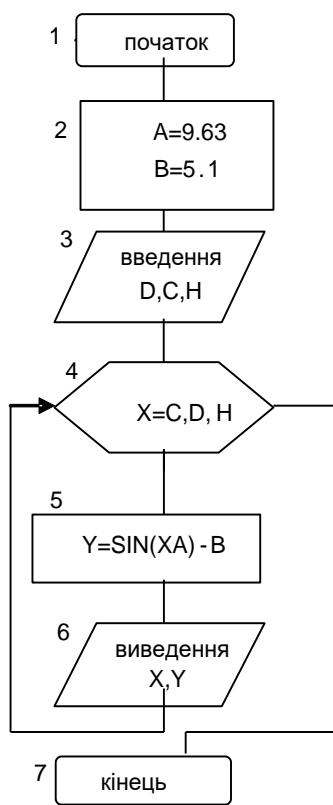 1 початок
2 A=9.63
B=5.1
3 введення
D,C,H
4
X=C,D, H
5
Y=SIN(XA) - B
6 виведення
X,Y
7 кінець